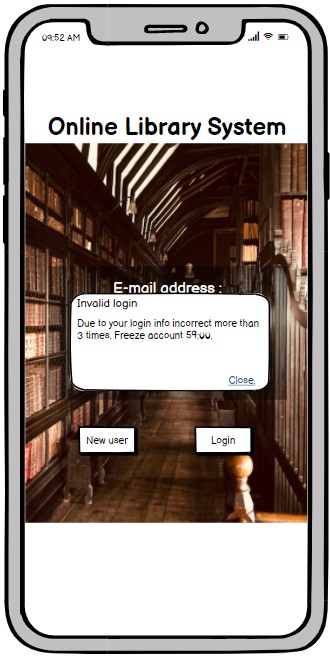 09:52 AM
Online Library System
E-mail address :
Invalid login
Due to your login info incorrect more than
3 times. Freeze account 59:00.
Close.
New user
Login